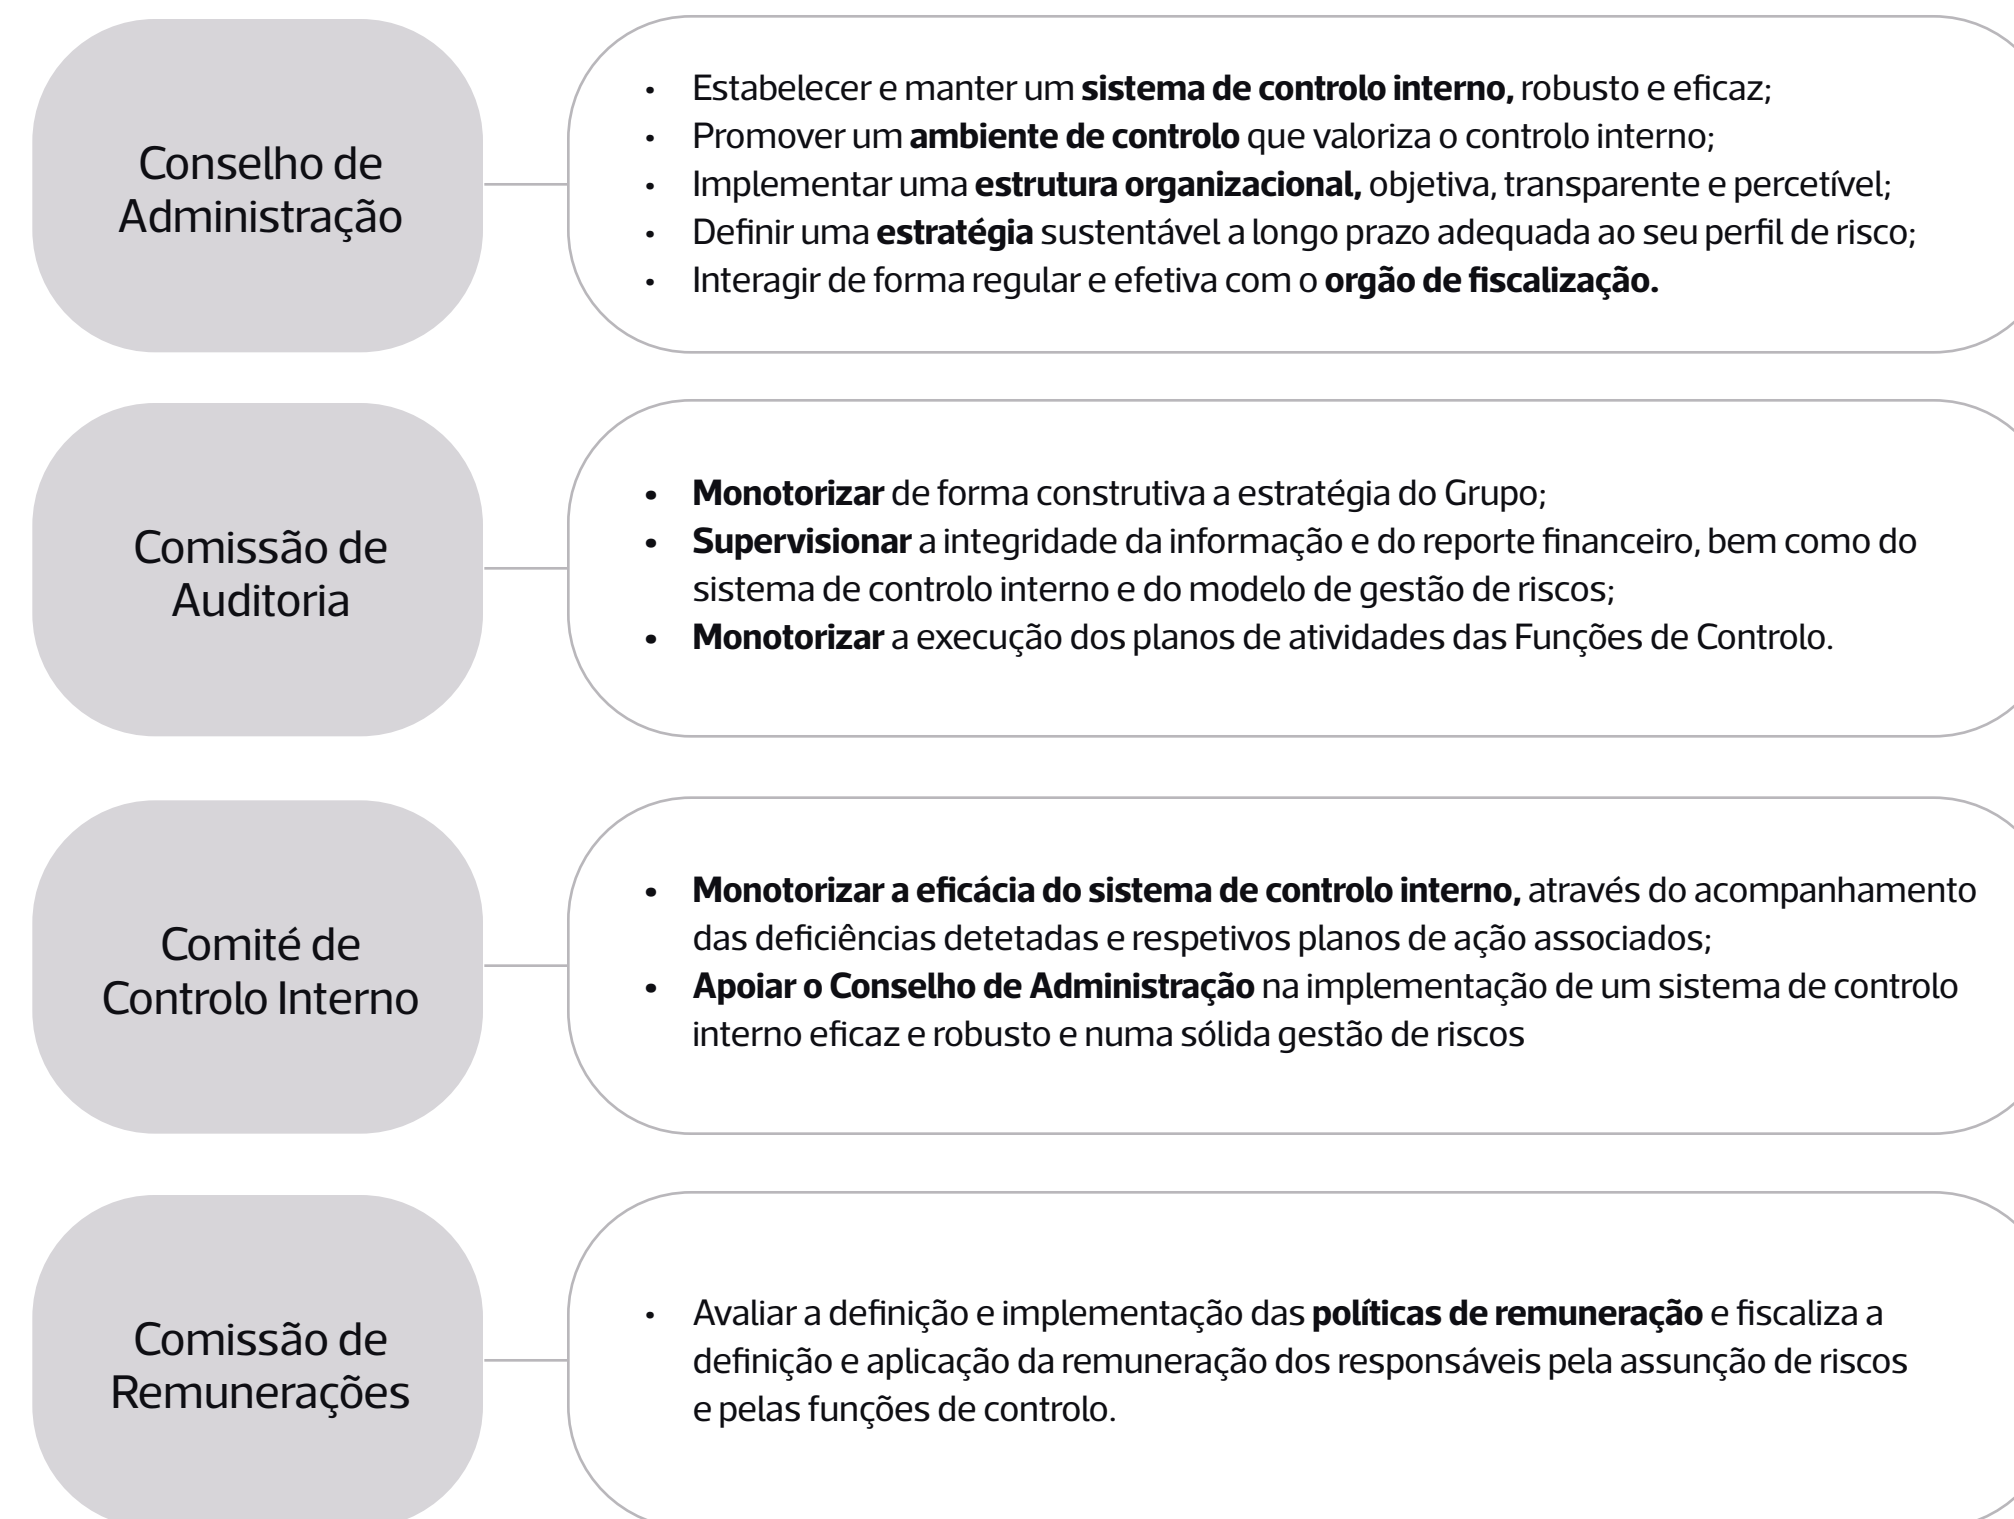 Conselho de
Administração
• Estabelecer e manter um sistema de controlo interno, robusto e eficaz;
• Promover um ambiente de controlo que valoriza o controlo interno;
• Implementar uma estrutura organizacional, objetiva, transparente e percetível;
• Definir uma estratégia sustentável a longo prazo adequada ao seu perfil de risco;
• Interagir de forma regular e efetiva com o orgão de fiscalização.
Comissão de
Auditoria
• Monotorizar de forma construtiva a estratégia do Grupo;
• Supervisionar a integridade da informação e do reporte financeiro, bem como do
sistema de controlo interno e do modelo de gestão de riscos;
• Monotorizar a execução dos planos de atividades das Funções de Controlo.
Comité de
Controlo Interno
• Monotorizar a eficácia do sistema de controlo interno, através do acompanhamento
das deficiências detetadas e respetivos planos de ação associados;
• Apoiar o Conselho de Administração na implementação de um sistema de controlo
interno eficaz e robusto e numa sólida gestão de riscos
Comissão de
Remunerações
• Avaliar a definição e implementação das políticas de remuneração e fiscaliza a
definição e aplicação da remuneração dos responsáveis pela assunção de riscos
e pelas funções de controlo.